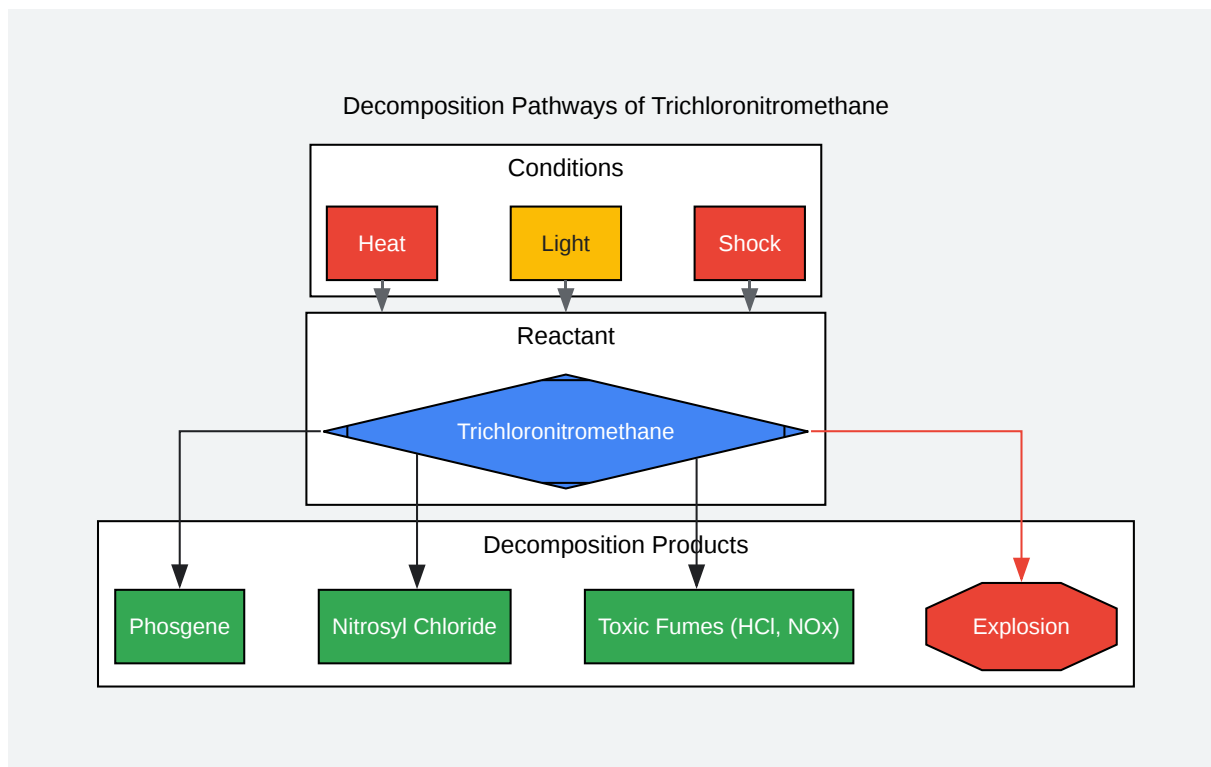 Decomposition Pathways of Trichloronitromethane
Conditions
Heat
Light
Shock
Reactant
Trichloronitromethane
Decomposition Products
Phosgene
Nitrosyl Chloride
Toxic Fumes (HCl, NOx)
Explosion